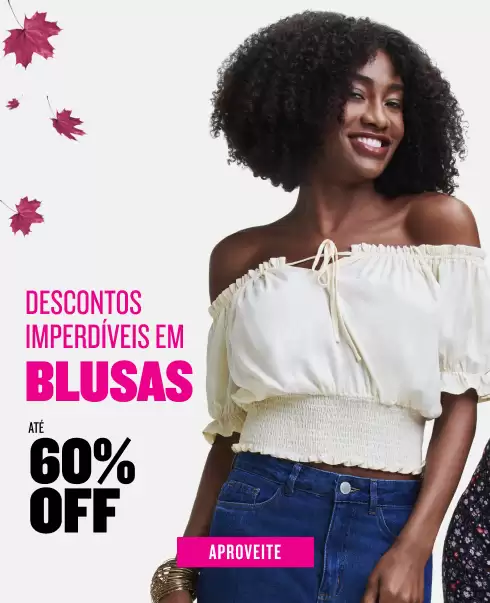 DESCONTOS
IMPERDÍVEIS EM
BLUSAS
ATÉ
60%
OFF
APROVEITE